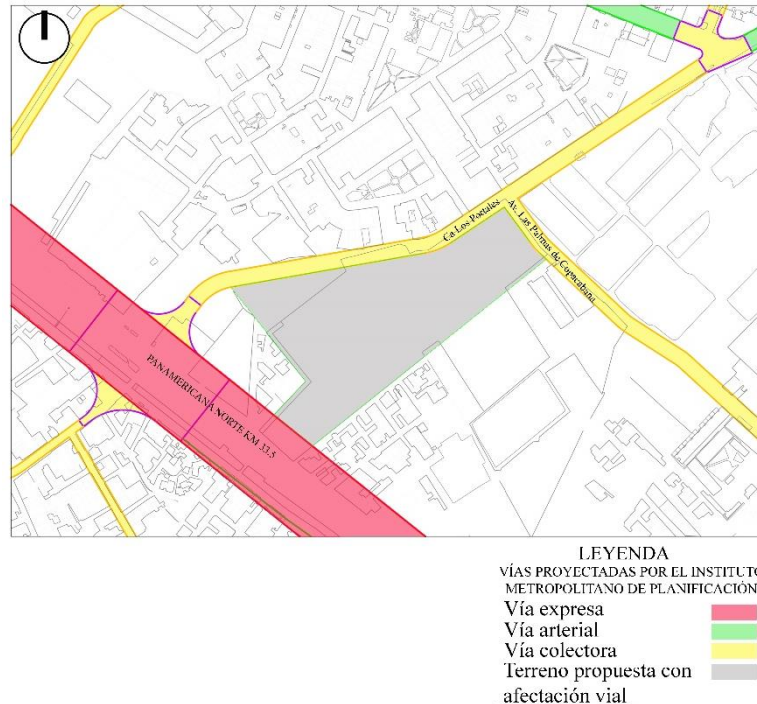 Ca Los Portales
Av. Las Palmas de Copacabana
PANAMERICANA NORTE KM 33.5
LEYENDA
VÍAS PROYECTADAS POR EL INSTITUTO
METROPOLITANO DE PLANIFICACIÓN
Vía expresa
Vía arterial
Vía colectora
Terreno propuesta con
afectación vial